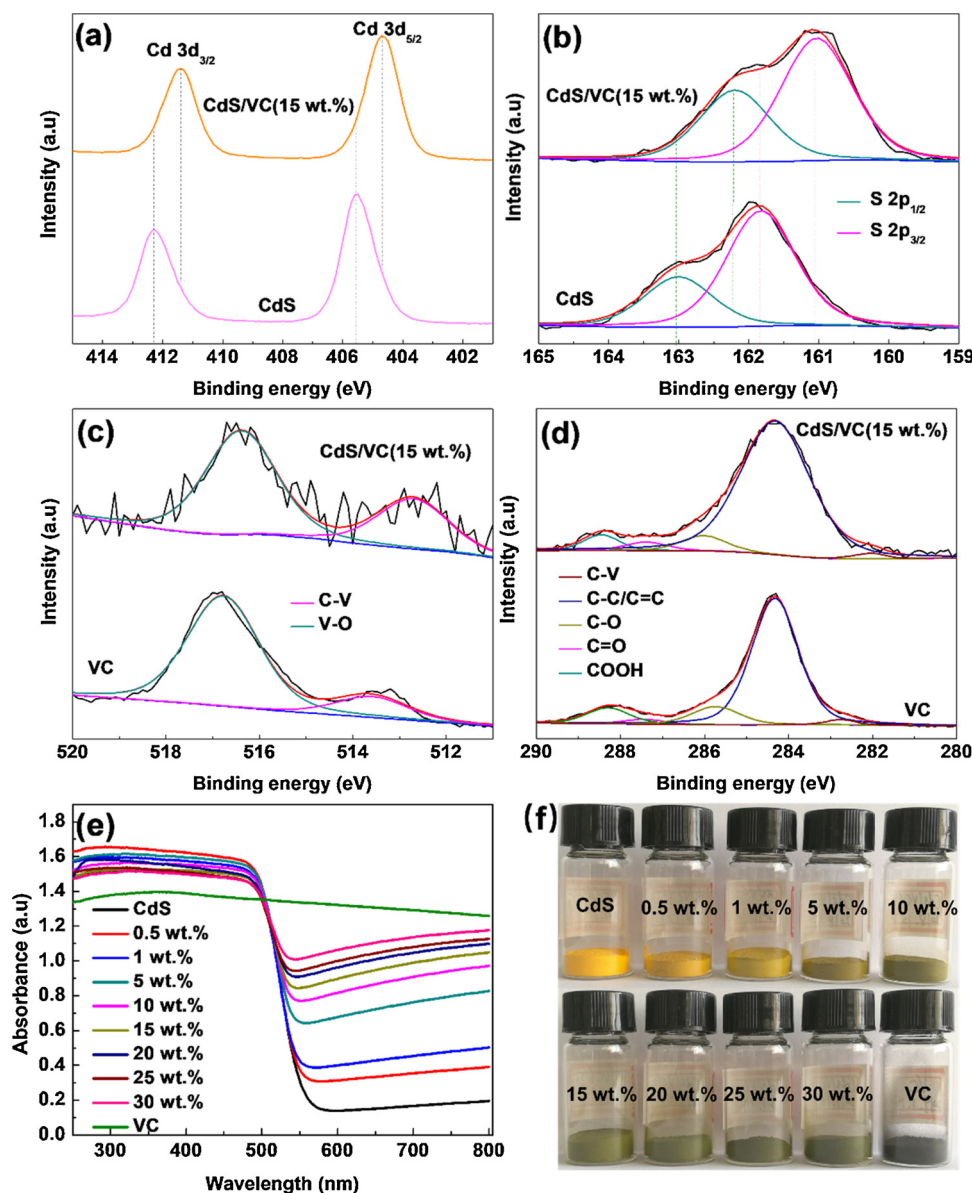 (a)
Cd 3d3/2
Cd 3d5/2
CdS/VC(15 wt.%)
CdS
Intensity (a.u)
414 412 410 408 406 404 402
Binding energy (eV)
(b)
CdS/VC(15 wt.%)
S 2p1/2
S 2p3/2
CdS
Intensity (a.u)
165 164 163 162 161 160 159
Binding energy (eV)
(c)
CdS/VC(15 wt.%)
C-V
V-O
VC
Intensity (a.u)
520 518 516 514 512
Binding energy (eV)
(d)
CdS/VC(15 wt.%)
C-V
C-C/C=C
C-O
C=O
COOH
VC
Intensity (a.u)
290 288 286 284 282 280
Binding energy (eV)
(e)
1.8
1.6
1.4
1.2
1.0
0.8
0.6
0.4
0.2
0.0
Absorbance (a.u)
CdS
0.5 wt.%
1 wt.%
5 wt.%
10 wt.%
15 wt.%
20 wt.%
25 wt.%
30 wt.%
VC
300 400 500 600 700 800
Wavelength (nm)
(f)
CdS 0.5 wt.% 1 wt.% 5 wt.% 10 wt.%
15 wt.% 20 wt.% 25 wt.% 30 wt.% VC